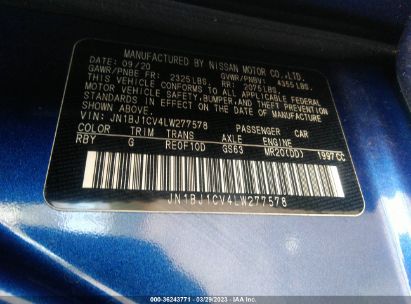 MANUFACTURED BY NISSAN MOTOR CO.,LTD.
DATE: 09/20 GVWR/PNBV: 4355LBS.
GAWR/PNBE FR: 2325LBS. RR: 2075LBS.
THIS VEHICLE CONFORMS TO ALL APPLICABLE FEDERAL
MOTOR VEHICLE SAFETY, BUMPER, AND THEFT PREVENTION
STANDARDS IN EFFECT ON THE DATE OF MANUFACTURE SHOWN ABOVE.
VIN: JN1BJ1CV4LW277578 PASSENGER CAR
COLOR TRIM TRANS AXLE ENGINE
RBY G RE0F10D GS63 MR20(DD) 1997CC
JN1BJ1CV4LW277578
000-36243771 - 03/29/2023 - © IAA, Inc.